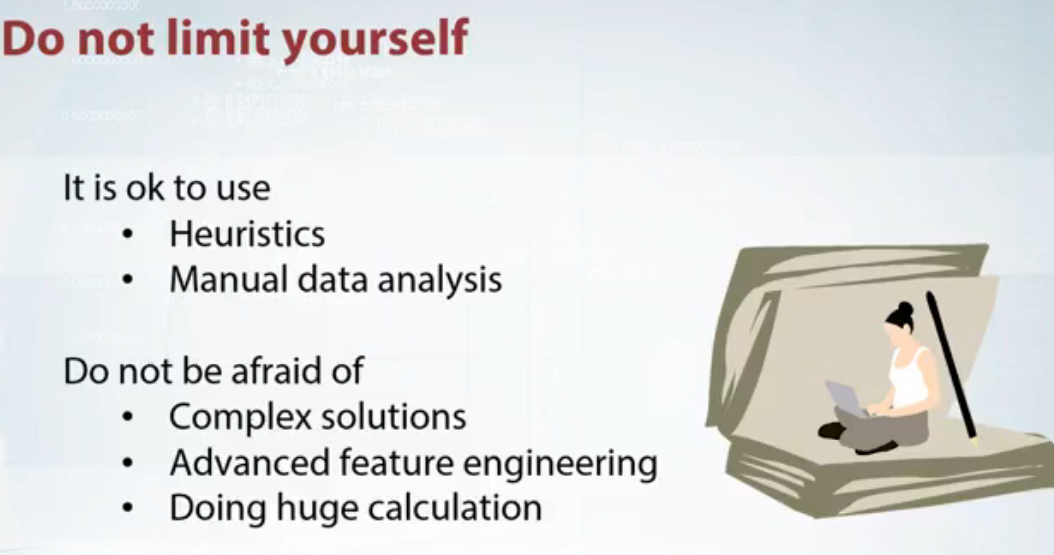 Do not limit yourself
It is ok to use
• Heuristics
• Manual data analysis
Do not be afraid of
• Complex solutions
• Advanced feature engineering
• Doing huge calculation